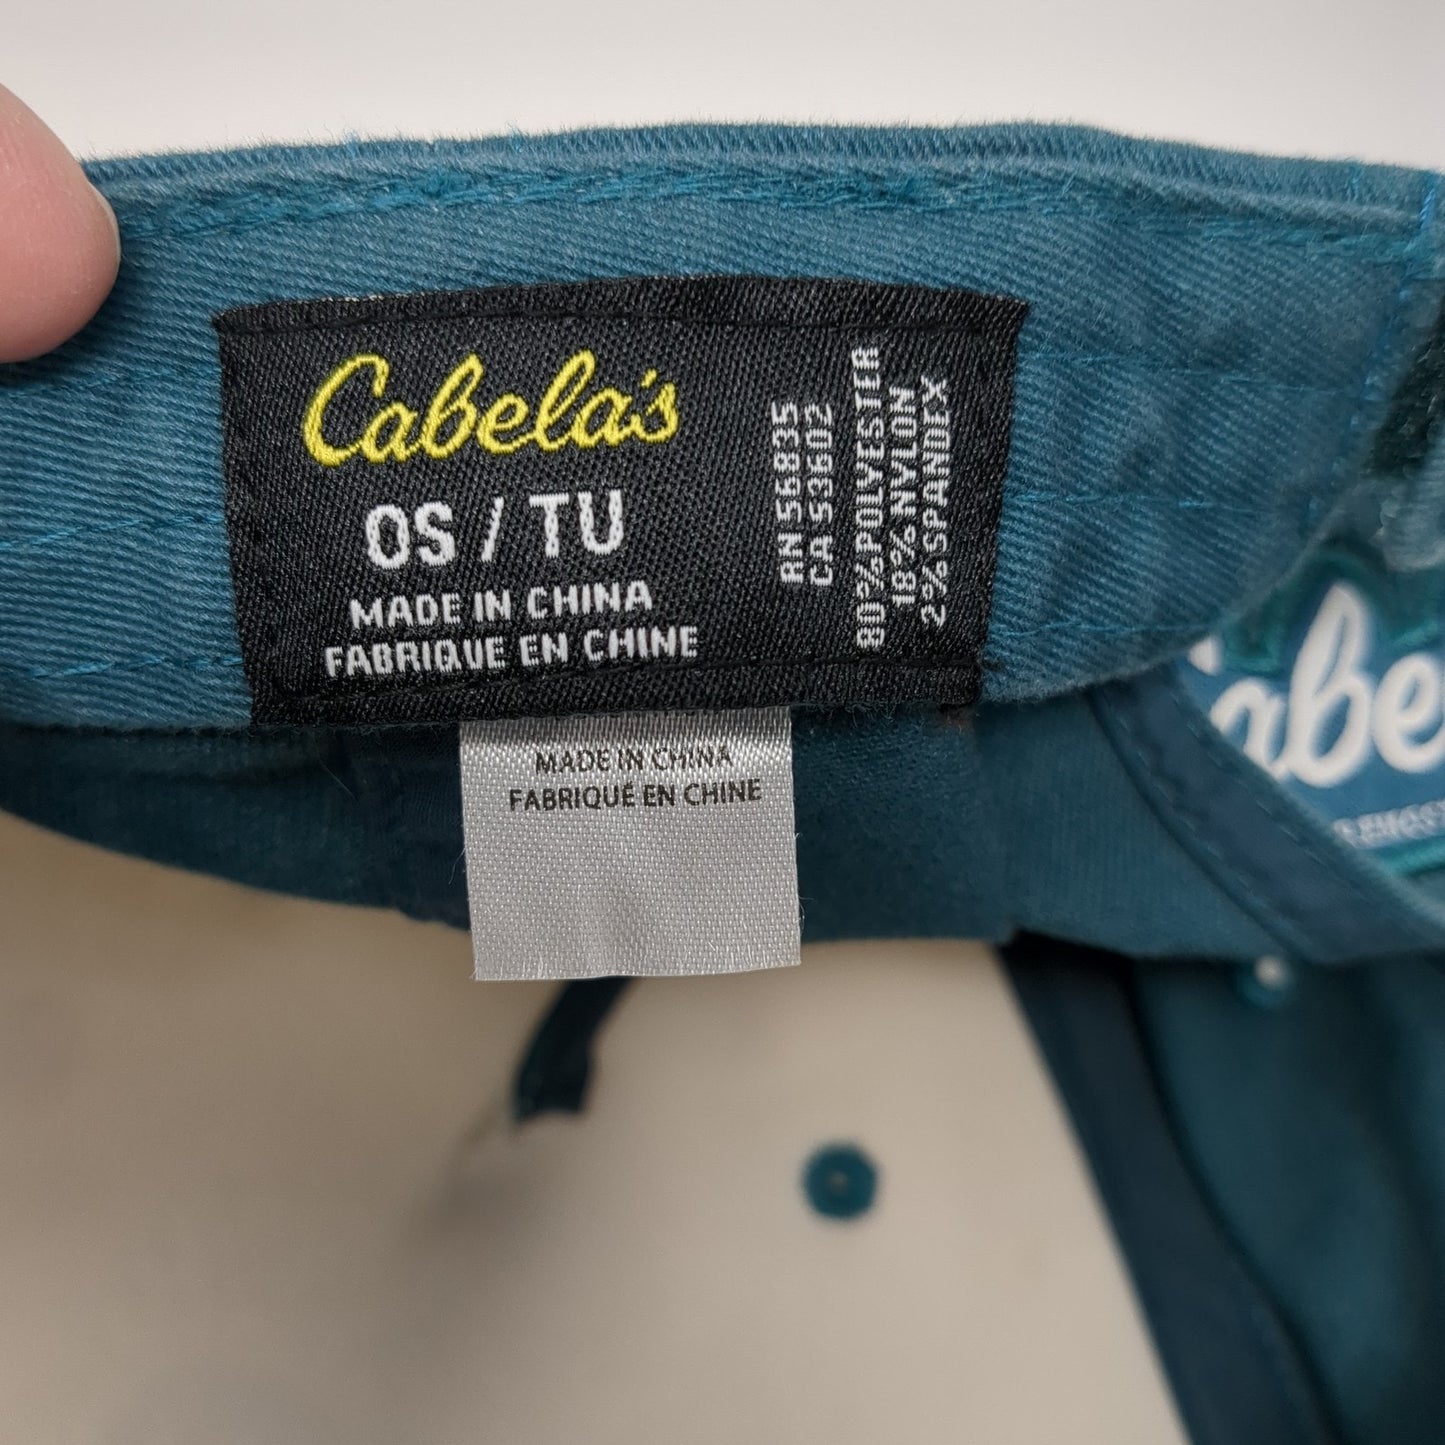 Cabela's
OS / TU
MADE IN CHINA
FABRIQUE EN CHINE
RN 56835
CA 53602
80% POLYESTER
18% NYLON
2% SPANDEX
MADE IN CHINA
FABRIQUÉ EN CHINE
Cabe